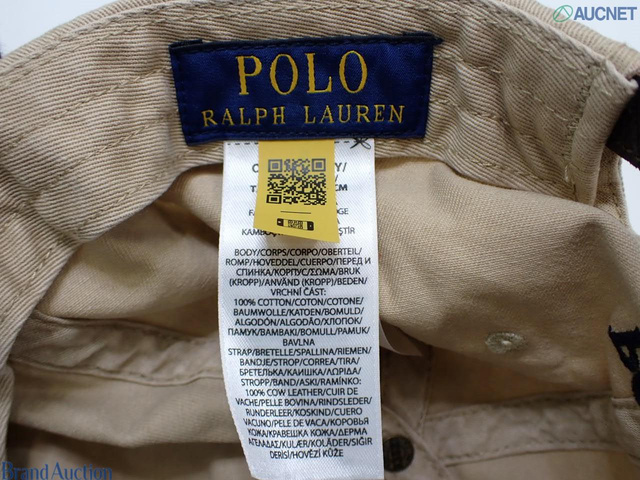 AUCNET
POLO
RALPH LAUREN
BODY/CORPS/CORPO/OBERTEIL/
ROMP/HOVEDDEL/CUERPO/ПЕРЕД И
СПИНКА/КОРПУС/ΣΩΜΑ/BRUK
(KROPP)/ANVÄND (KROPP)/BEDEN/
VRCHNÍ ČÁST:
100% COTTON/COTON/COTONE/
BAUMWOLLE/KATOEN/BOMULD/
ALGODÓN/ALGODÃO/ХЛОПОК/
ПАМУК/BAMBAKI/BOMULL/PAMUK/
BAVLNA
STRAP/BRETELLE/SPALLINA/RIEMEN/
BANDJE/STROP/CORREA/TIRA/
БРЕТЕЛЬКА/КАИШКА/ΛΩΡΙΔΑ/
STROPP/BAND/ASKI/RAMÍNKO:
100% COW LEATHER/CUIR DE
VACHE/PELLE BOVINA/RINDSLEDER/
RUNDERLEER/KOSKIND/CUERO
VACUNO/PELE DE VACA/КОРОВЬЯ
КОЖА/КРАВЕШКА КОЖА/ΔΕΡΜΑ
ΑΓΕΛΑΔΑΣ/KULÆR/KOLÄDER/SIĞIR
DERİSİ/HOVĚZÍ KŮŽE
Brand Auction